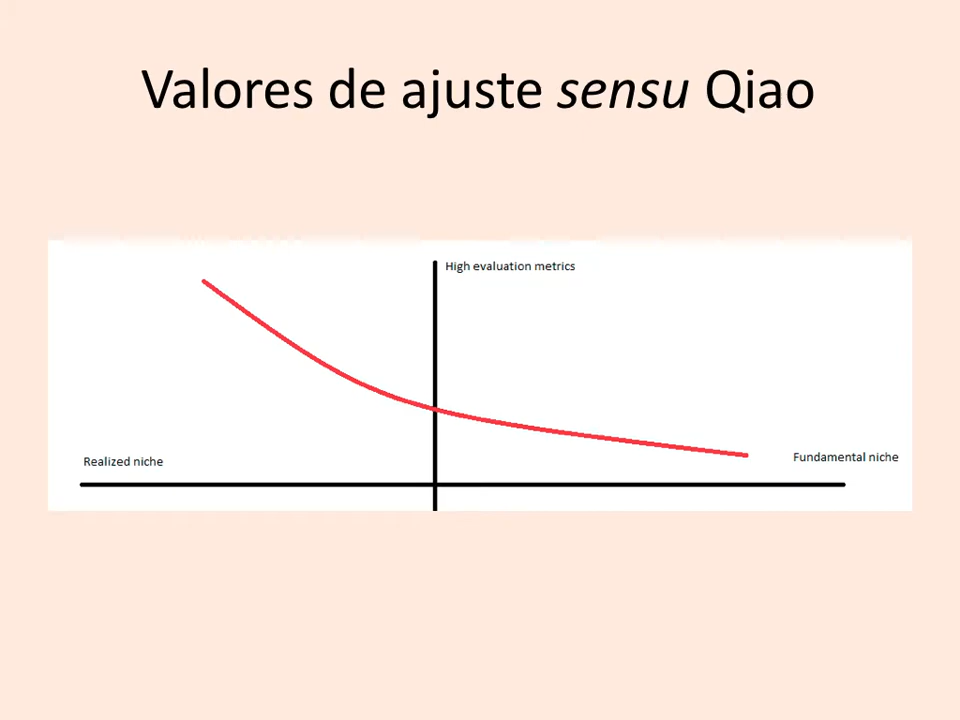 Valores de ajuste sensu Qiao
High evaluation metrics
Realized niche
Fundamental niche